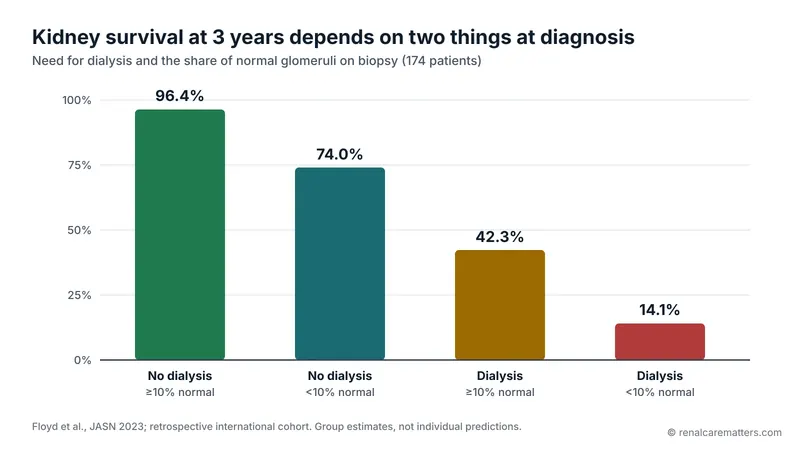 Kidney survival at 3 years depends on two things at diagnosis
Need for dialysis and the share of normal glomeruli on biopsy (174 patients)
100%
75%
50%
25%
0%
96.4%
74.0%
42.3%
14.1%
No dialysis
≥10% normal
No dialysis
<10% normal
Dialysis
≥10% normal
Dialysis
<10% normal
Floyd et al., JASN 2023; retrospective international cohort. Group estimates, not individual predictions.
© renalcarematters.com